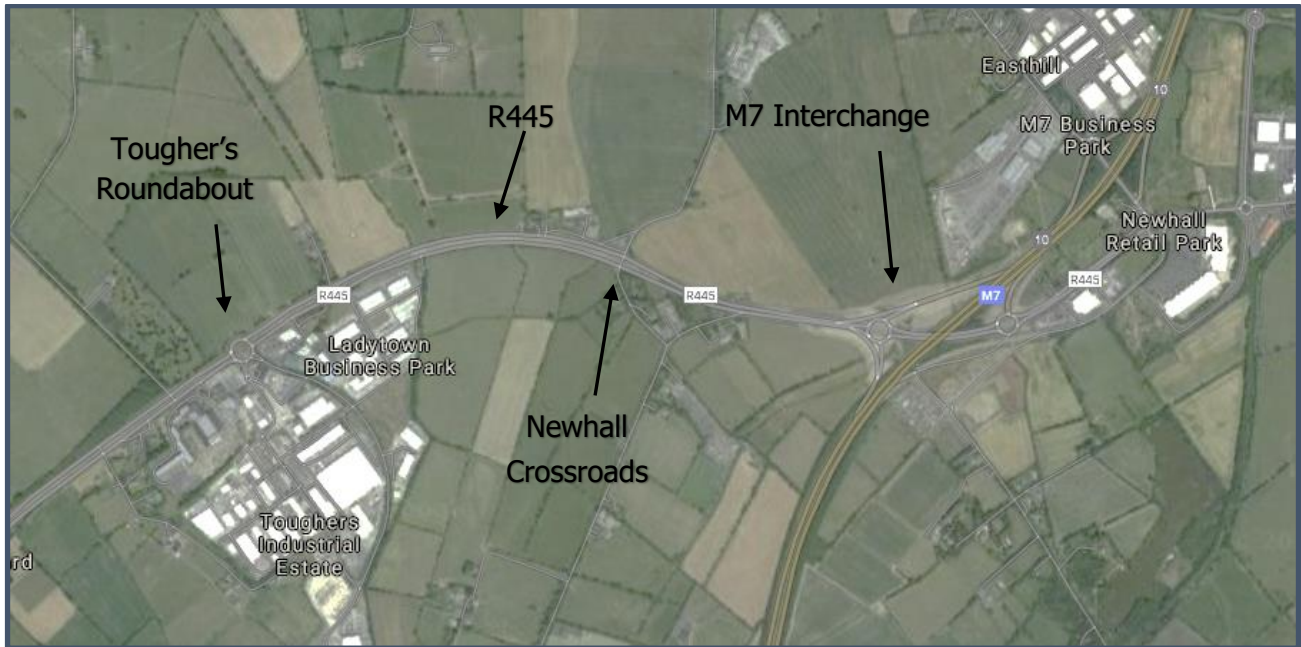 Easthill
10
M7 Business
Park
R445
M7 Interchange
Tougher’s
Roundabout
Newhall
Retail Park
10
R445
R445
R445
M7
Ladytown
Business Park
Newhall
Crossroads
Toughers
Industrial
Estate
rd